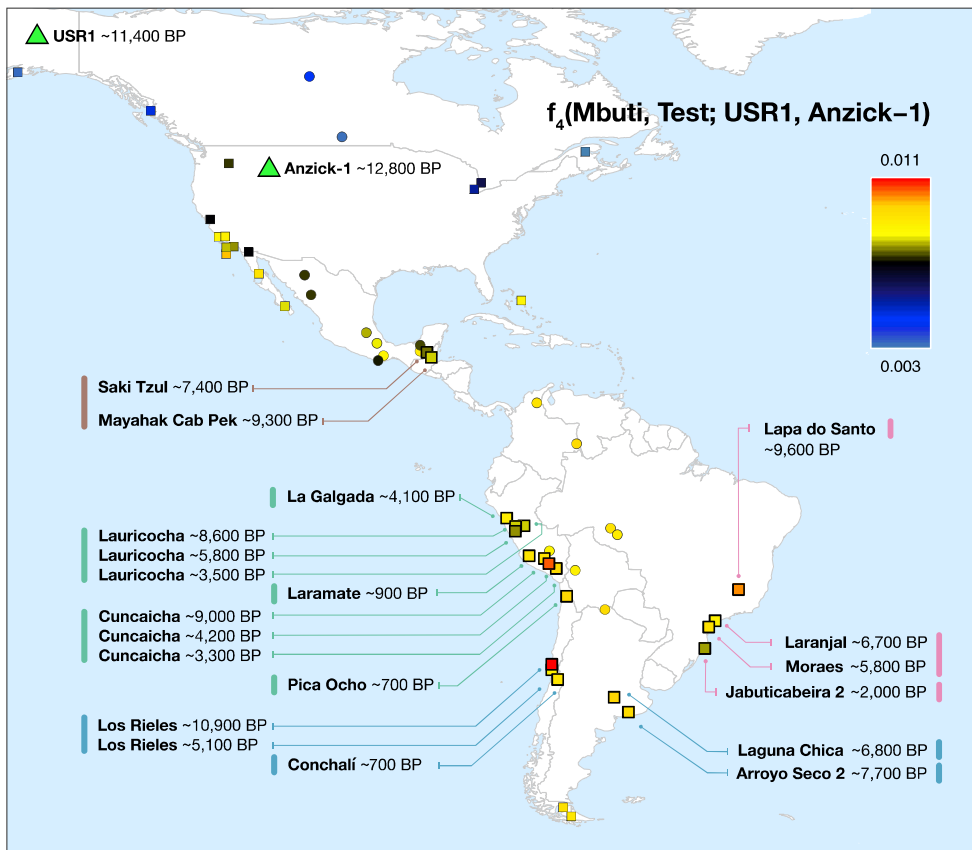 USR1 ~11,400 BP
f4(Mbuti, Test; USR1, Anzick−1)
0.011
0.003
Anzick-1 ~12,800 BP
Saki Tzul ~7,400 BP
Mayahak Cab Pek ~9,300 BP
Lapa do Santo
~9,600 BP
La Galgada ~4,100 BP
Lauricocha ~8,600 BP
Lauricocha ~5,800 BP
Lauricocha ~3,500 BP
Laramate ~900 BP
Cuncaicha ~9,000 BP
Cuncaicha ~4,200 BP
Cuncaicha ~3,300 BP
Pica Ocho ~700 BP
Laranjal ~6,700 BP
Moraes ~5,800 BP
Jabuticabeira 2 ~2,000 BP
Los Rieles ~10,900 BP
Los Rieles ~5,100 BP
Conchalí ~700 BP
Laguna Chica ~6,800 BP
Arroyo Seco 2 ~7,700 BP